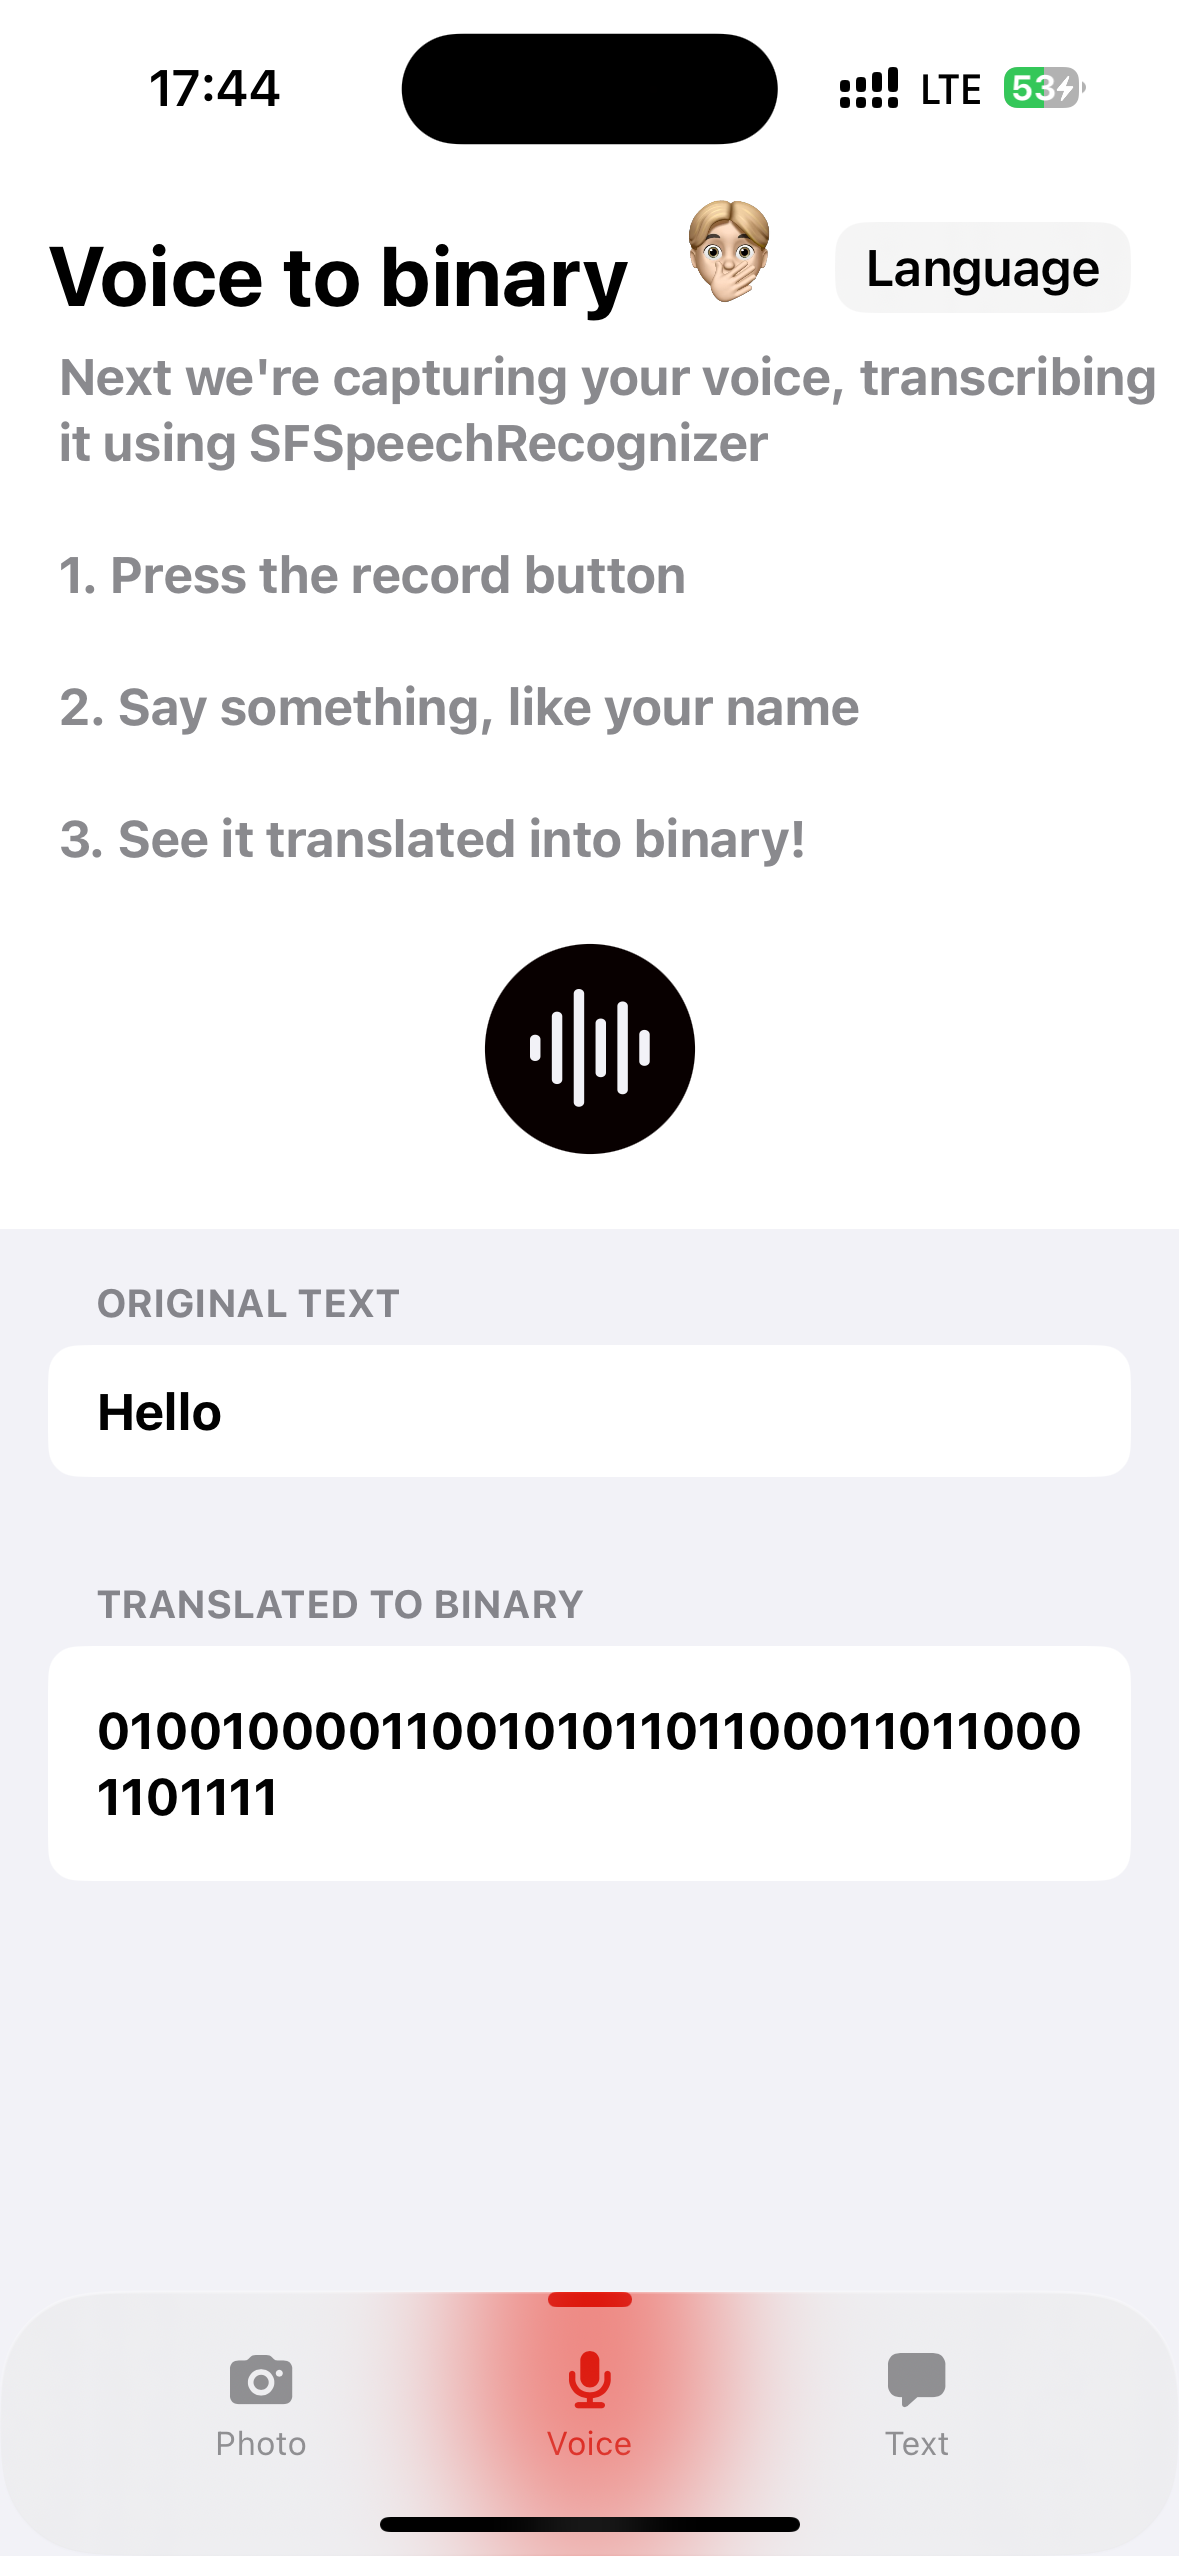 17:44
LTE
53
Voice to binary
Language
Next we're capturing your voice, transcribing
it using SFSpeechRecognizer
1. Press the record button
2. Say something, like your name
3. See it translated into binary!
ORIGINAL TEXT
Hello
TRANSLATED TO BINARY
010010000110010101101100011011000
1101111
Photo
Voice
Text